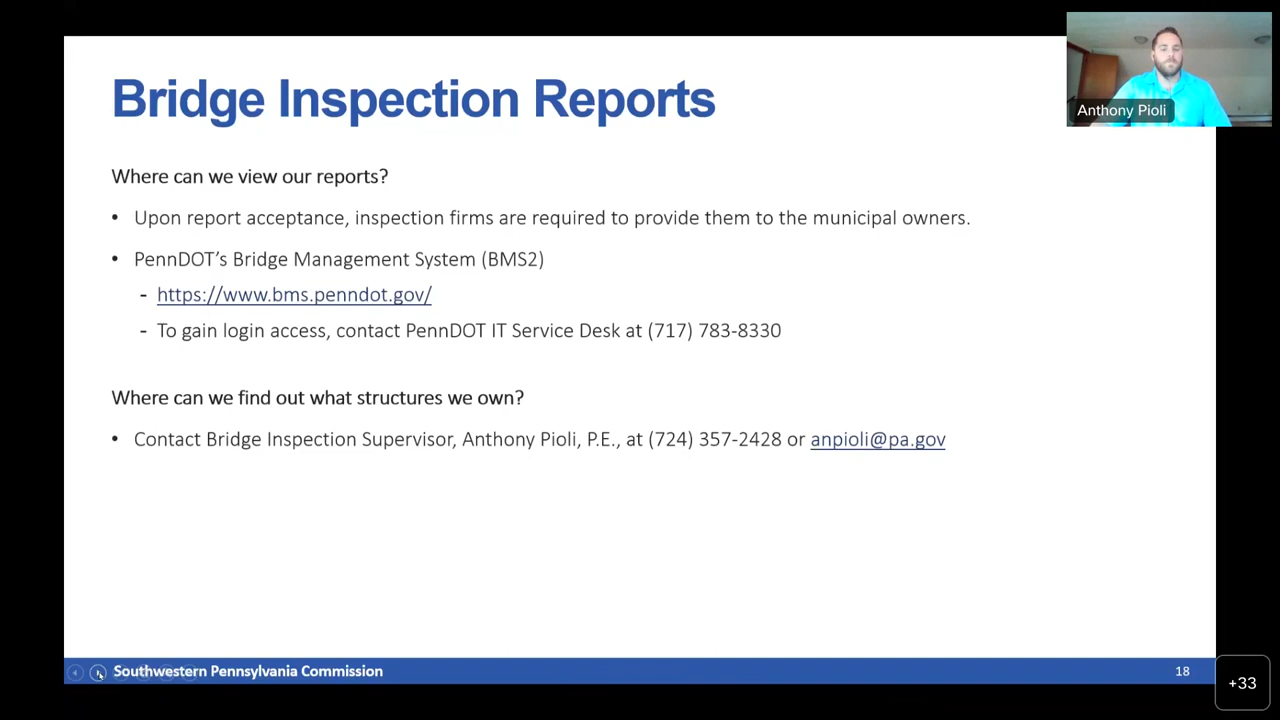 Bridge Inspection Reports
Anthony Pioli
Where can we view our reports?
• Upon report acceptance, inspection firms are required to provide them to the municipal owners.
• PennDOT’s Bridge Management System (BMS2)
- https://www.bms.penndot.gov/
- To gain login access, contact PennDOT IT Service Desk at (717) 783-8330
Where can we find out what structures we own?
• Contact Bridge Inspection Supervisor, Anthony Pioli, P.E., at (724) 357-2428 or anpioli@pa.gov
Southwestern Pennsylvania Commission
18
+33